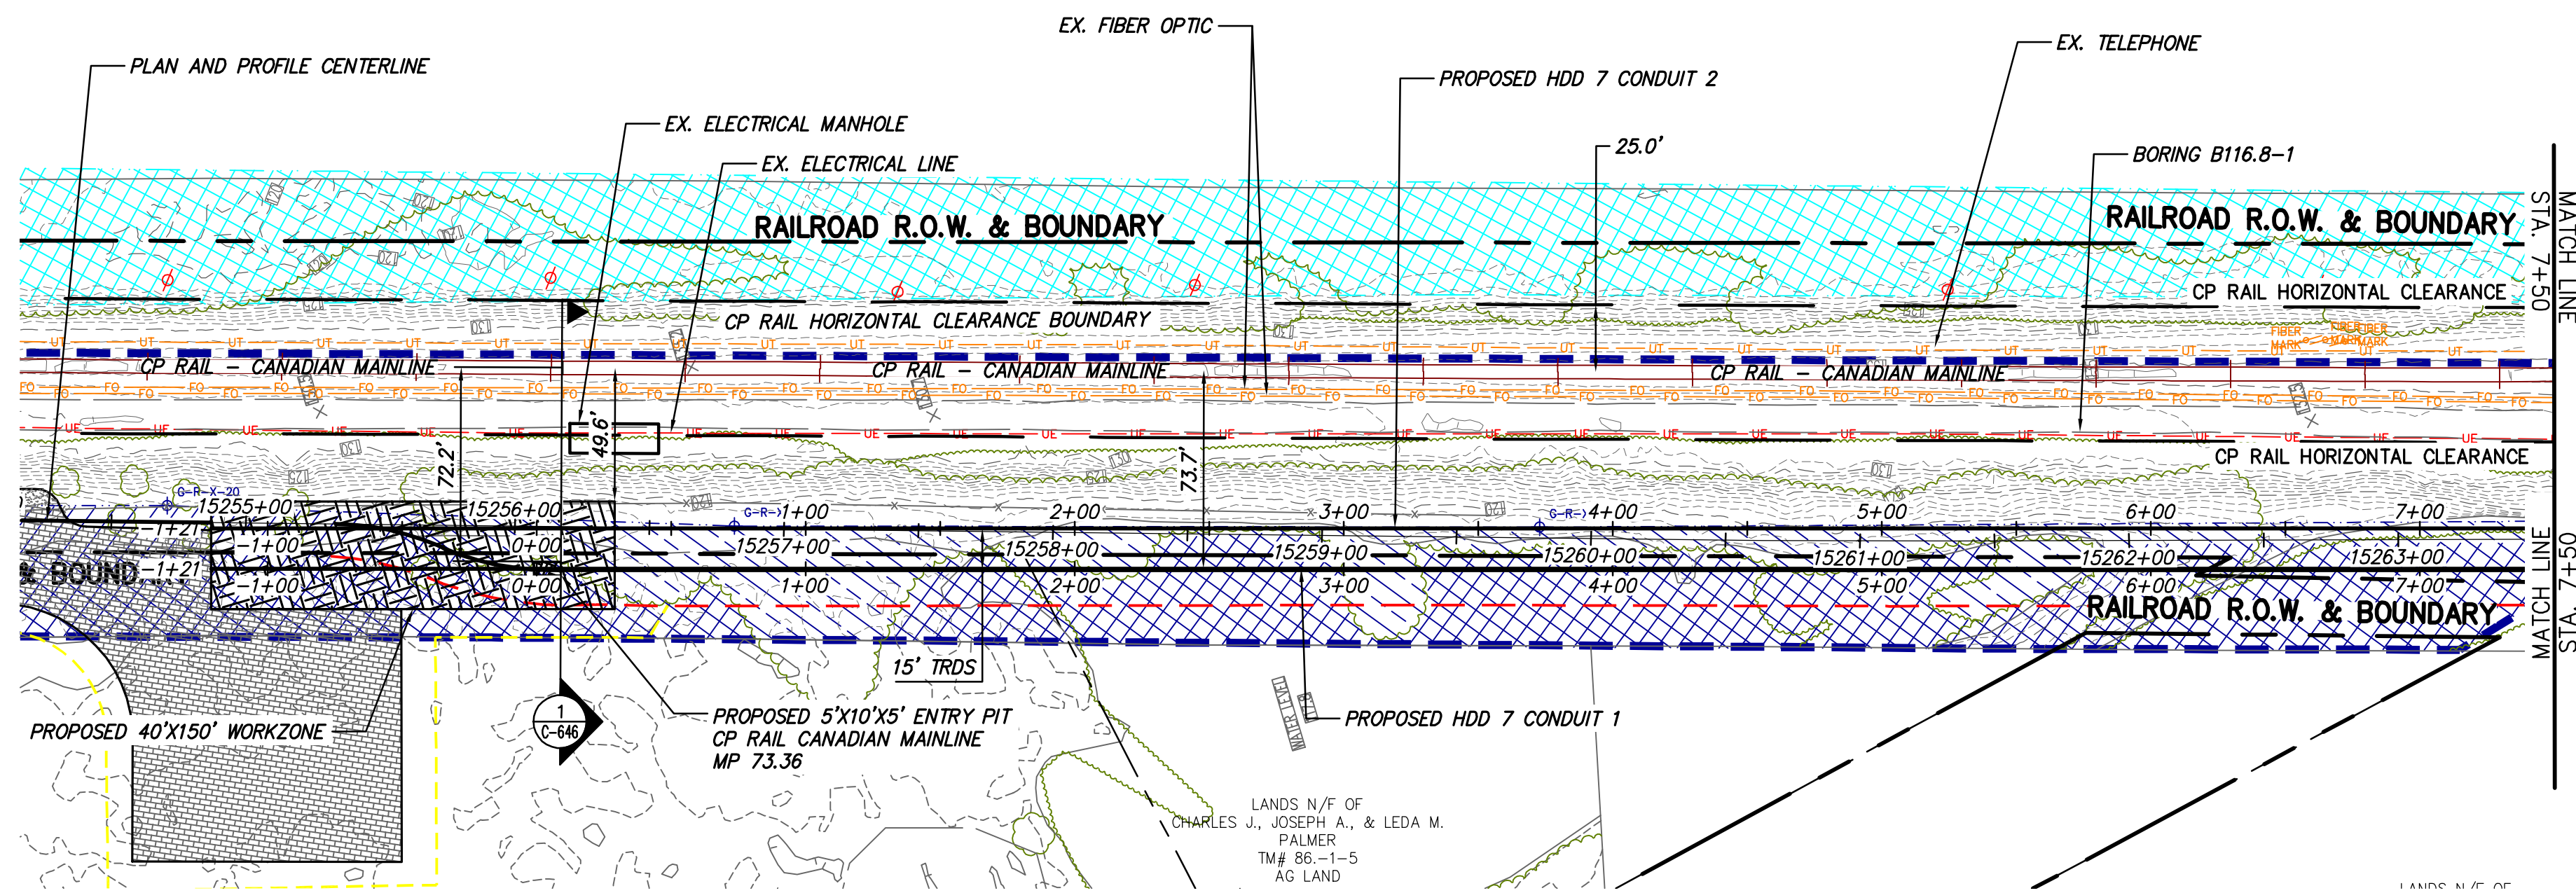 EX. FIBER OPTIC
EX. TELEPHONE
PLAN AND PROFILE CENTERLINE
PROPOSED HDD 7 CONDUIT 2
EX. ELECTRICAL MANHOLE
25.0'
EX. ELECTRICAL LINE
BORING B116.8-1
MATCH LINE
STA. 7+50
RAILROAD R.O.W. & BOUNDARY
RAILROAD R.O.W. & BOUNDARY
CP RAIL HORIZONTAL CLEARANCE
CP RAIL HORIZONTAL CLEARANCE BOUNDARY
FIBER
MARK
CP RAIL - CANADIAN MAINLINE
CP RAIL - CANADIAN MAINLINE
CP RAIL - CANADIAN MAINLINE
49.6'
72.2'
73.7'
CP RAIL HORIZONTAL CLEARANCE
G-R-X-20
15255+00
15256+00
1+00
2+00
3+00
4+00
5+00
6+00
7+00
-1+21
-1+00
0+00
15257+00
15258+00
15259+00
15260+00
15261+00
15262+00
15263+00
& BOUND
-1+21
-1+00
0+00
1+00
2+00
3+00
4+00
5+00
6+00
7+00
RAILROAD R.O.W. & BOUNDARY
MATCH LINE
STA. 7+50
15' TRDS
1
C-646
PROPOSED 40'X150' WORKZONE
PROPOSED 5'X10'X5' ENTRY PIT
CP RAIL CANADIAN MAINLINE
MP 73.36
WATER LEVEL
PROPOSED HDD 7 CONDUIT 1
LANDS N/F OF
CHARLES J., JOSEPH A., & LEDA M.
PALMER
TM# 86.-1-5
AG LAND
LANDS N/F OF